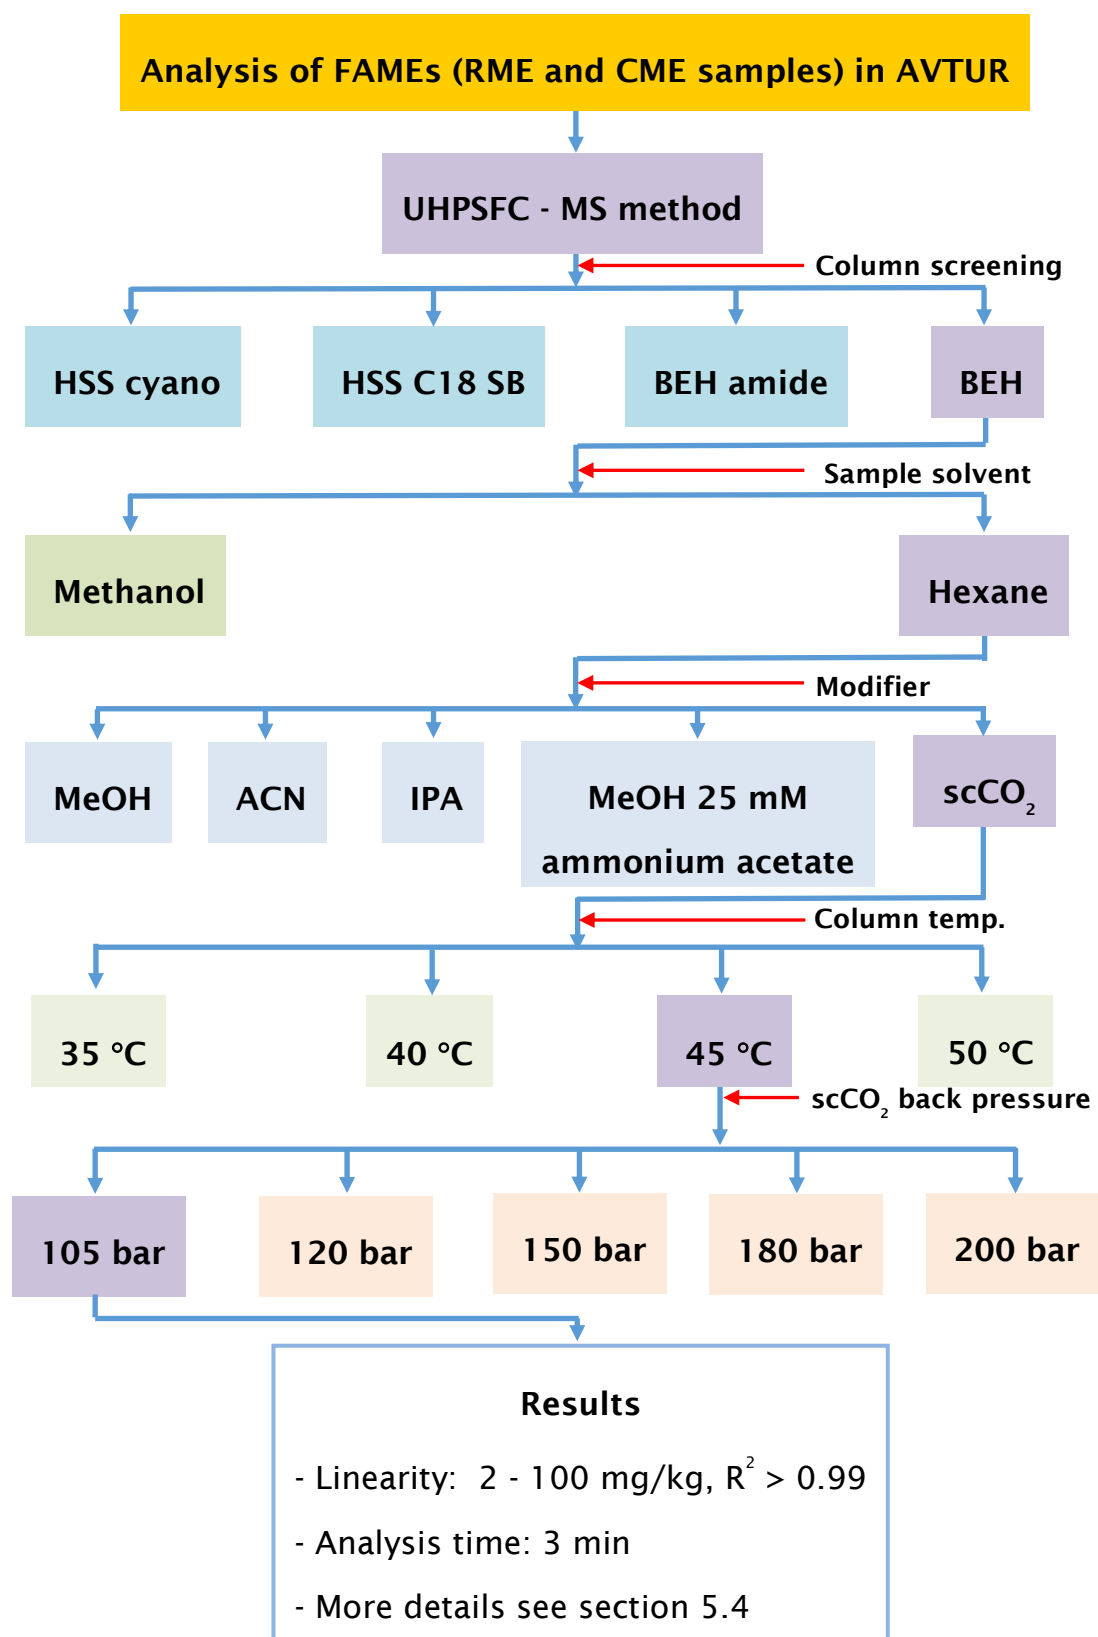 Analysis of FAMEs (RME and CME samples) in AVTUR
UHPSFC - MS method
Column screening
HSS cyano
HSS C18 SB
BEH amide
BEH
Sample solvent
Methanol
Hexane
Modifier
MeOH
ACN
IPA
MeOH 25 mM
ammonium acetate
scCO₂
Column temp.
35 °C
40 °C
45 °C
50 °C
scCO₂ back pressure
105 bar
120 bar
150 bar
180 bar
200 bar
Results
- Linearity: 2 - 100 mg/kg, R² > 0.99
- Analysis time: 3 min
- More details see section 5.4